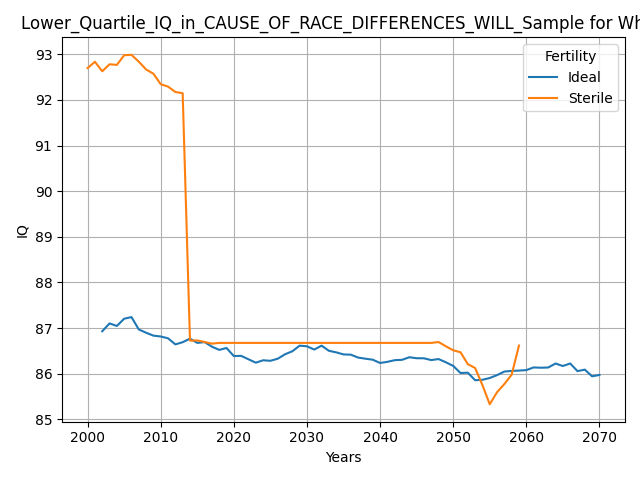 Lower_Quartile_IQ_in_CAUSE_OF_RACE_DIFFERENCES_WILL_Sample for Wh
Fertility
Ideal
Sterile
IQ
93
92
91
90
89
88
87
86
85
2000 2010 2020 2030 2040 2050 2060 2070
Years